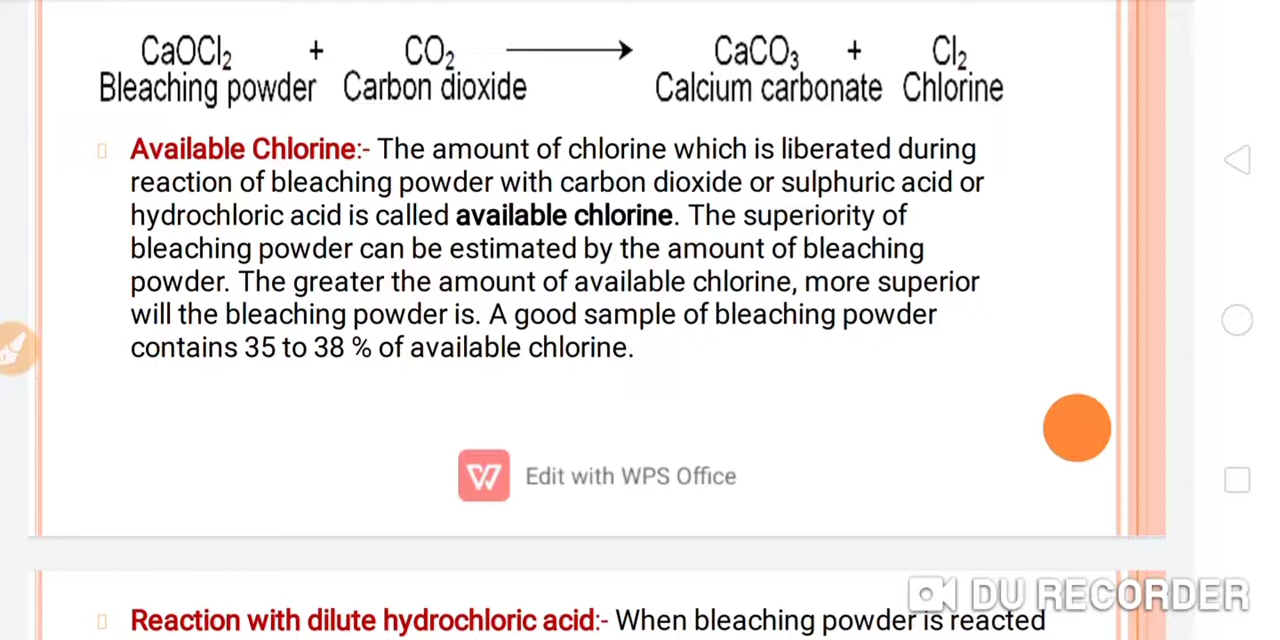 CaOCl₂ + CO₂ ⟶ CaCO₃ + Cl₂
Bleaching powder Carbon dioxide Calcium carbonate Chlorine
Available Chlorine:- The amount of chlorine which is liberated during
reaction of bleaching powder with carbon dioxide or sulphuric acid or
hydrochloric acid is called available chlorine. The superiority of
bleaching powder can be estimated by the amount of bleaching
powder. The greater the amount of available chlorine, more superior
will the bleaching powder is. A good sample of bleaching powder
contains 35 to 38 % of available chlorine.
Edit with WPS Office
DU RECORDER
Reaction with dilute hydrochloric acid:- When bleaching powder is reacted